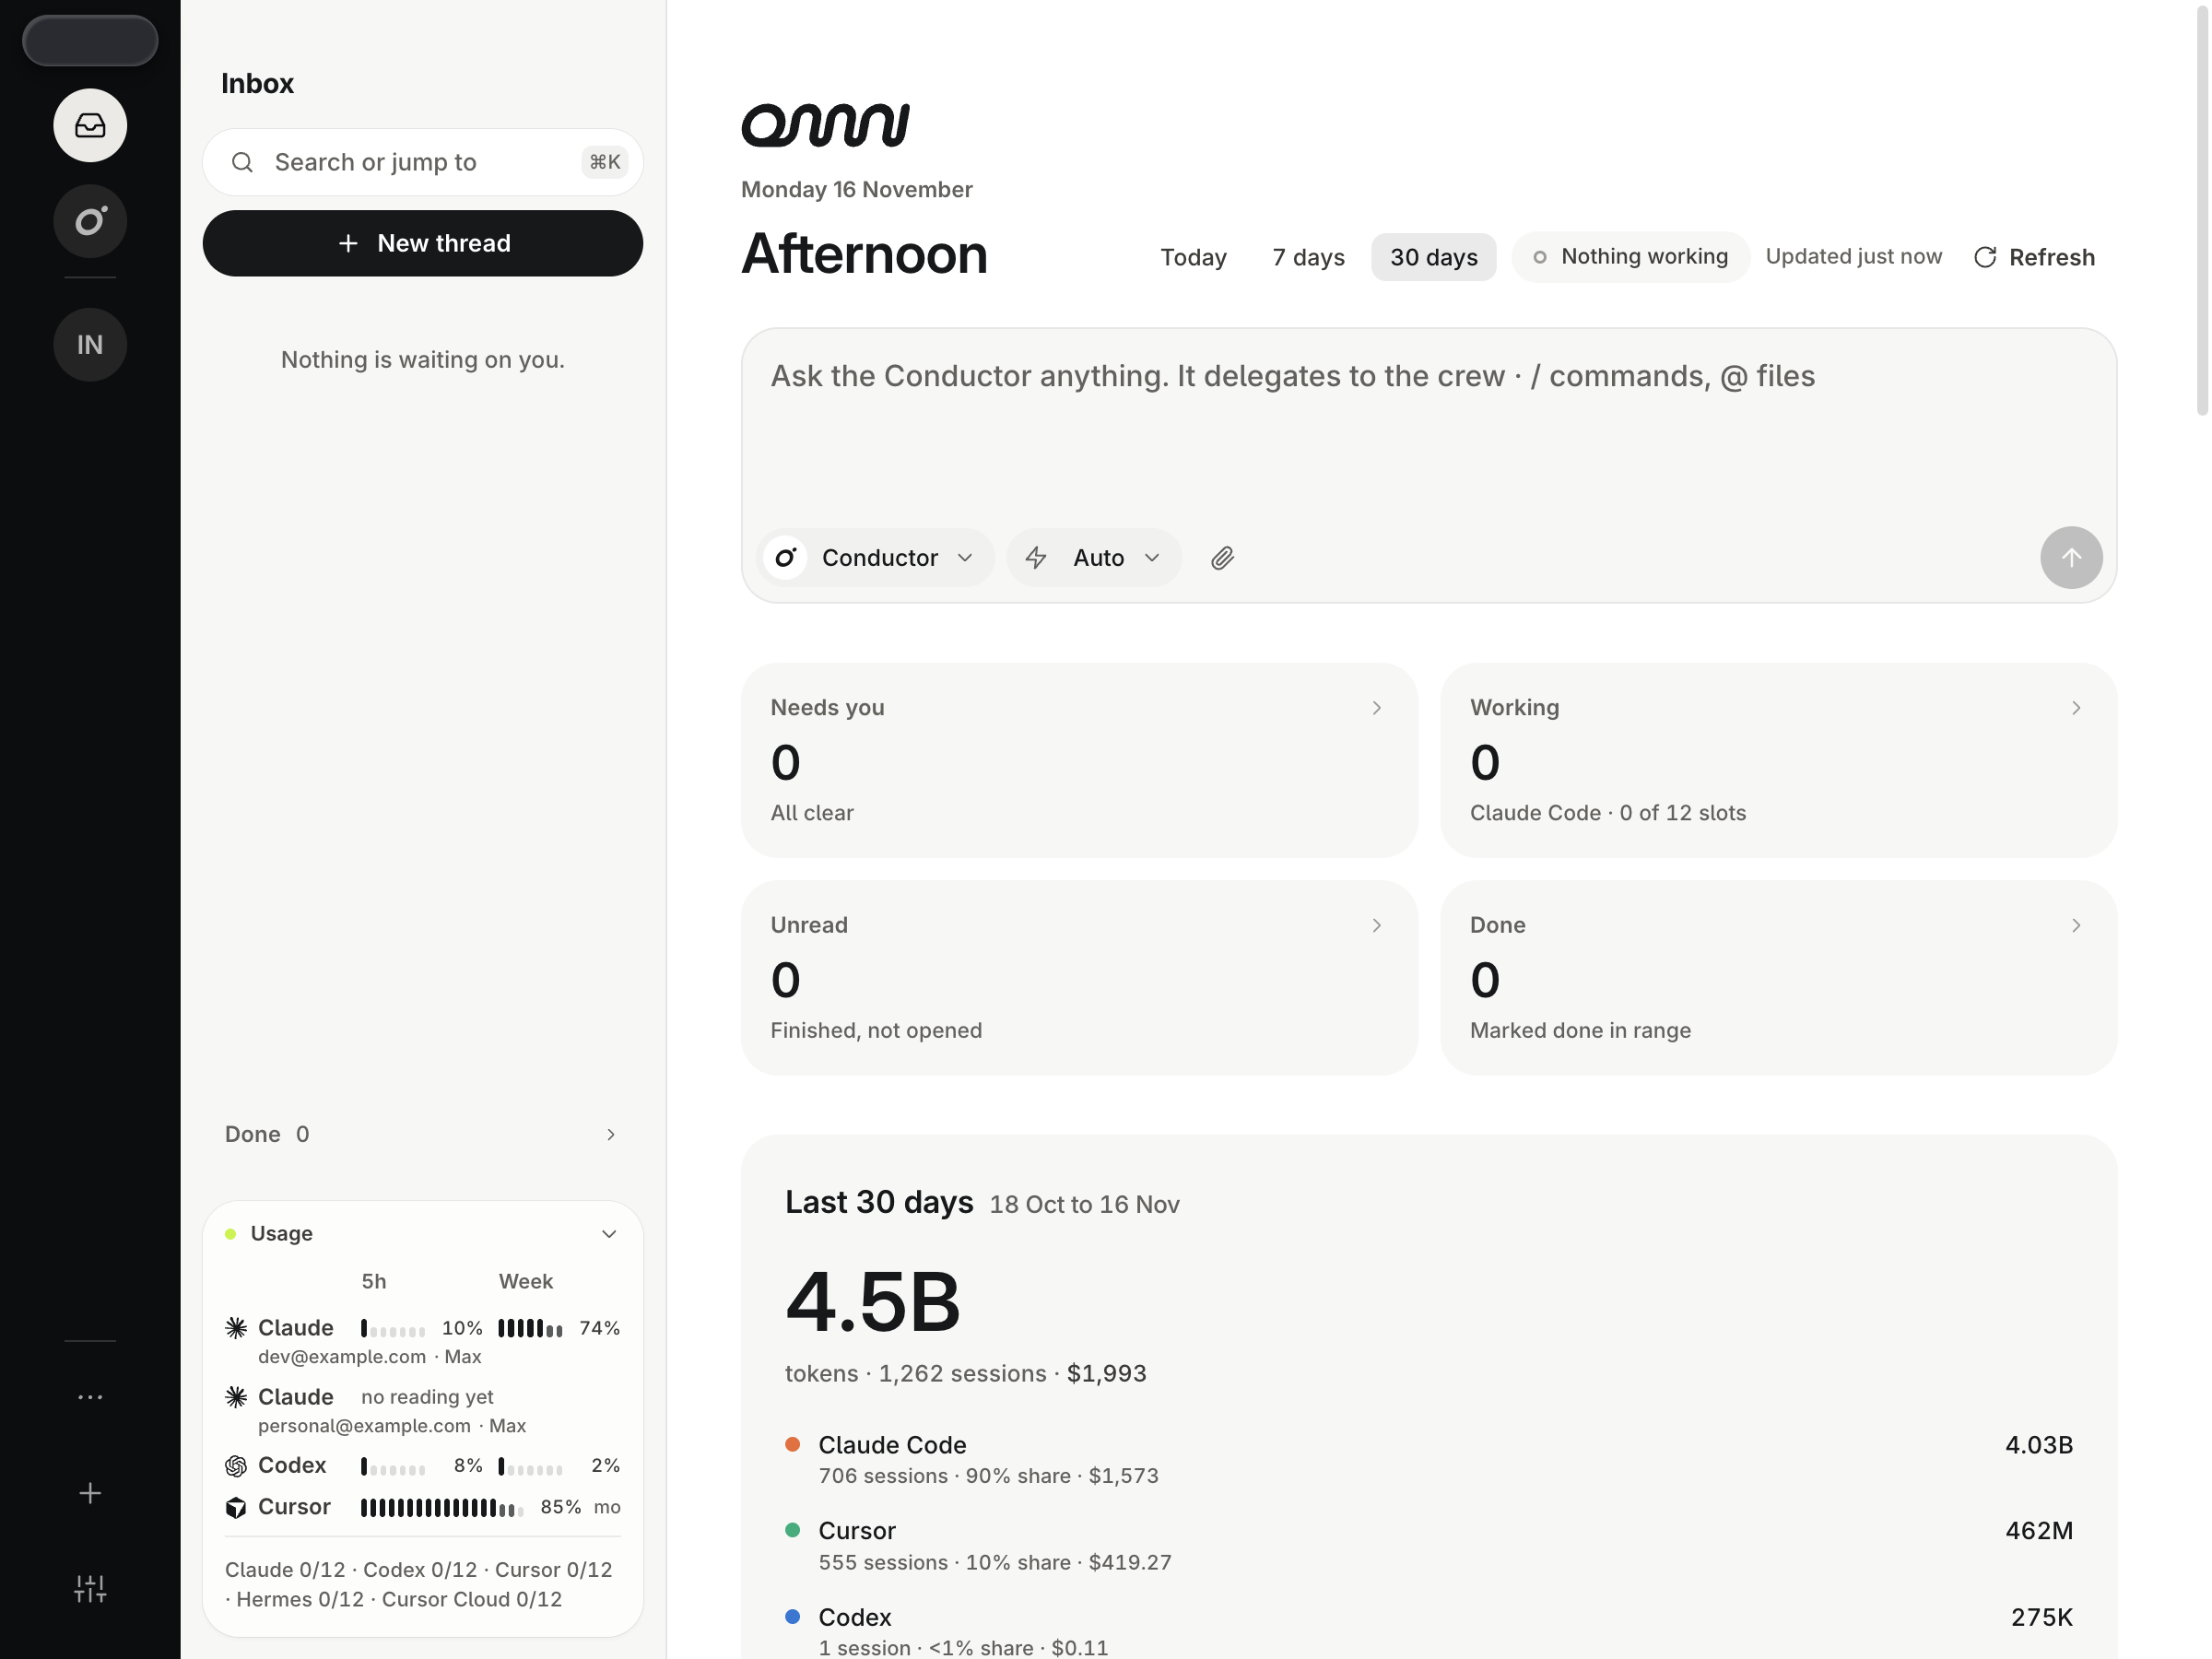 Inbox
Search or jump to ⌘K
New thread
IN
Nothing is waiting on you.
Done 0
Usage
5h Week
Claude 10% 74%
dev@example.com · Max
Claude no reading yet
personal@example.com · Max
Codex 8% 2%
Cursor 85% mo
Claude 0/12 · Codex 0/12 · Cursor 0/12
· Hermes 0/12 · Cursor Cloud 0/12
omni
Monday 16 November
Afternoon
Today 7 days 30 days Nothing working Updated just now Refresh
Ask the Conductor anything. It delegates to the crew · / commands, @ files
Conductor Auto
Needs you
0
All clear
Working
0
Claude Code · 0 of 12 slots
Unread
0
Finished, not opened
Done
0
Marked done in range
Last 30 days 18 Oct to 16 Nov
4.5B
tokens · 1,262 sessions · $1,993
Claude Code 4.03B
706 sessions · 90% share · $1,573
Cursor 462M
555 sessions · 10% share · $419.27
Codex 275K
1 session · <1% share · $0.11